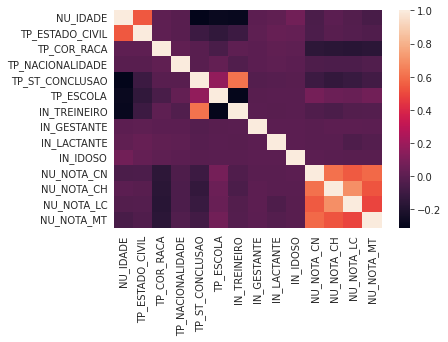 NU_IDADE
TP_ESTADO_CIVIL
TP_COR_RACA
TP_NACIONALIDADE
TP_ST_CONCLUSAO
TP_ESCOLA
IN_TREINEIRO
IN_GESTANTE
IN_LACTANTE
IN_IDOSO
NU_NOTA_CN
NU_NOTA_CH
NU_NOTA_LC
NU_NOTA_MT
NU_IDADE
TP_ESTADO_CIVIL
TP_COR_RACA
TP_NACIONALIDADE
TP_ST_CONCLUSAO
TP_ESCOLA
IN_TREINEIRO
IN_GESTANTE
IN_LACTANTE
IN_IDOSO
NU_NOTA_CN
NU_NOTA_CH
NU_NOTA_LC
NU_NOTA_MT
1.0
0.8
0.6
0.4
0.2
0.0
−0.2